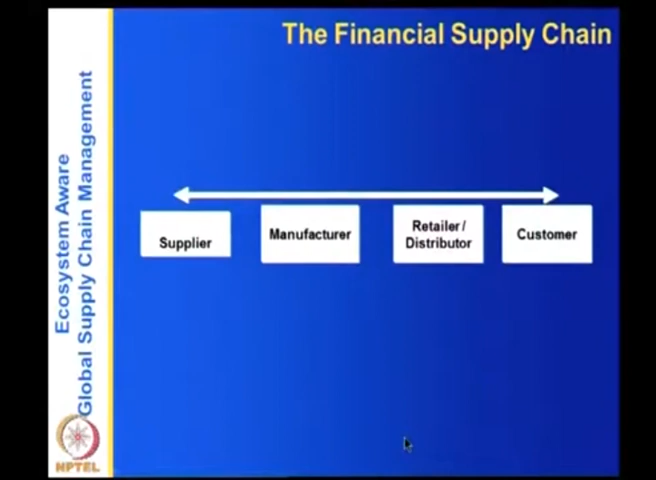 The Financial Supply Chain
Ecosystem Aware
Global Supply Chain Management
Supplier
Manufacturer
Retailer /
Distributor
Customer
NPTEL